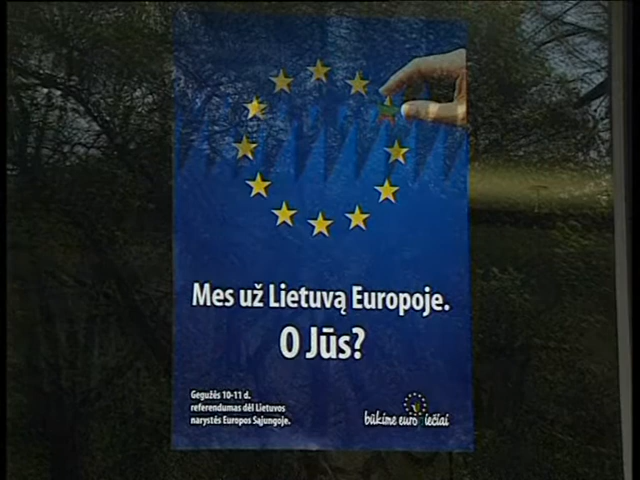 Mes už Lietuvą Europoje.
O Jūs?
Gegužės 10-11 d.
referendumas dėl Lietuvos
narystės Europos Sąjungoje.
būkime europiečiai